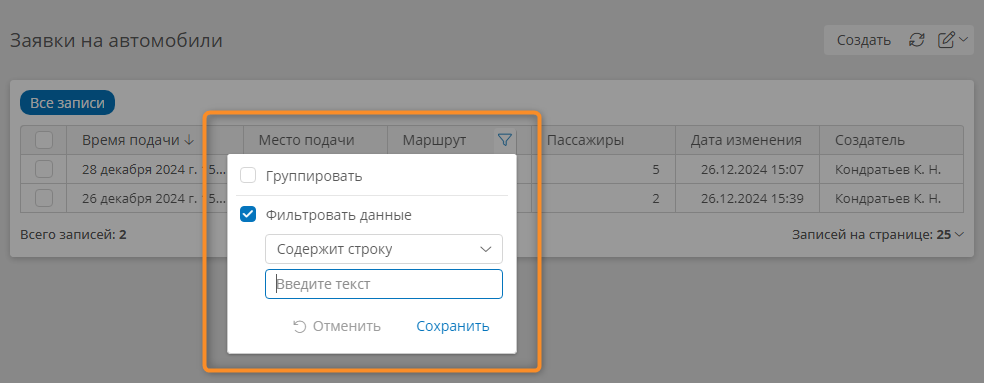 Заявки на автомобили
Создать
Все записи
Время подачи Место подачи Маршрут Пассажиры Дата изменения Создатель
28 декабря 2024 г. 15... 5 26.12.2024 15:07 Кондратьев К. Н.
26 декабря 2024 г. 15... 2 26.12.2024 15:39 Кондратьев К. Н.
Всего записей: 2 Записей на странице: 25
Группировать
Фильтровать данные
Содержит строку
Введите текст
Отменить Сохранить